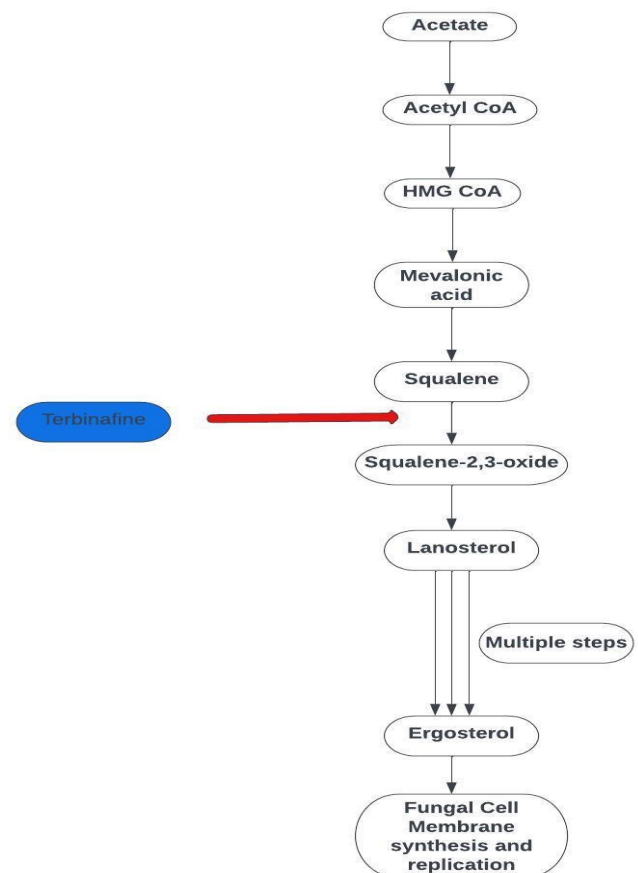 Acetate
Acetyl CoA
HMG CoA
Mevalonic
acid
Squalene
Terbinafine
Squalene-2,3-oxide
Lanosterol
Multiple steps
Ergosterol
Fungal Cell
Membrane
synthesis and
replication